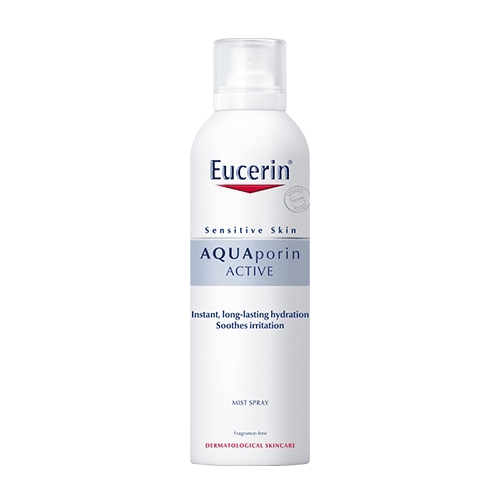 Eucerin®
Sensitive Skin
AQUAporin
ACTIVE
Instant, long-lasting hydration
Soothes irritation
MIST SPRAY
Fragrance-free
DERMATOLOGICAL SKINCARE